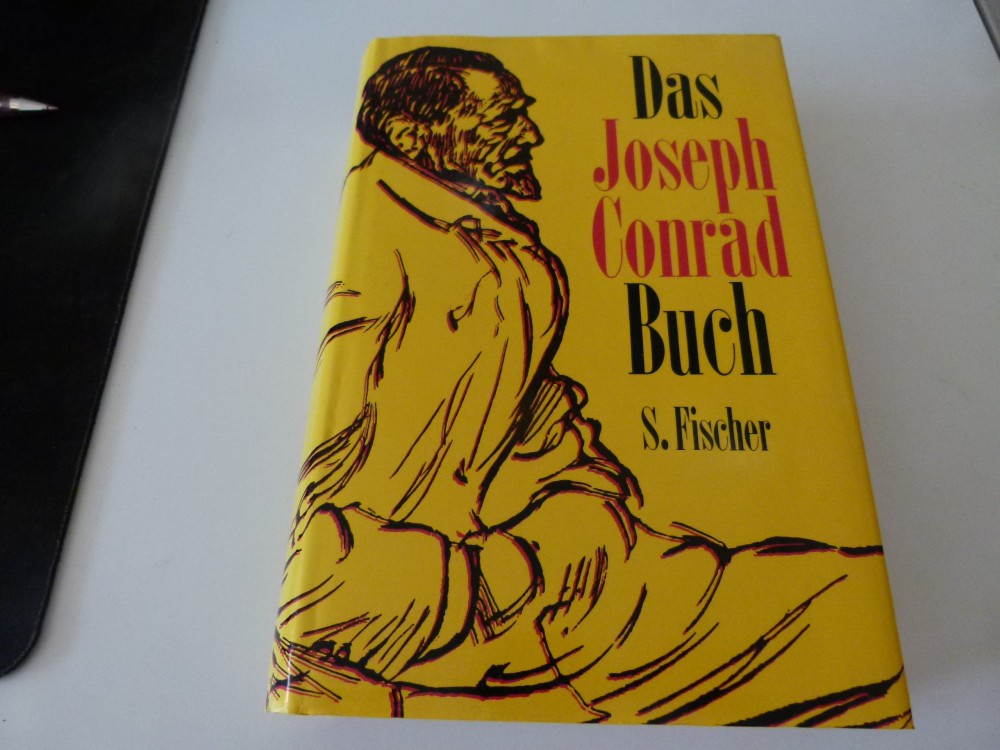 Das
Joseph
Conrad
Buch
S. Fischer